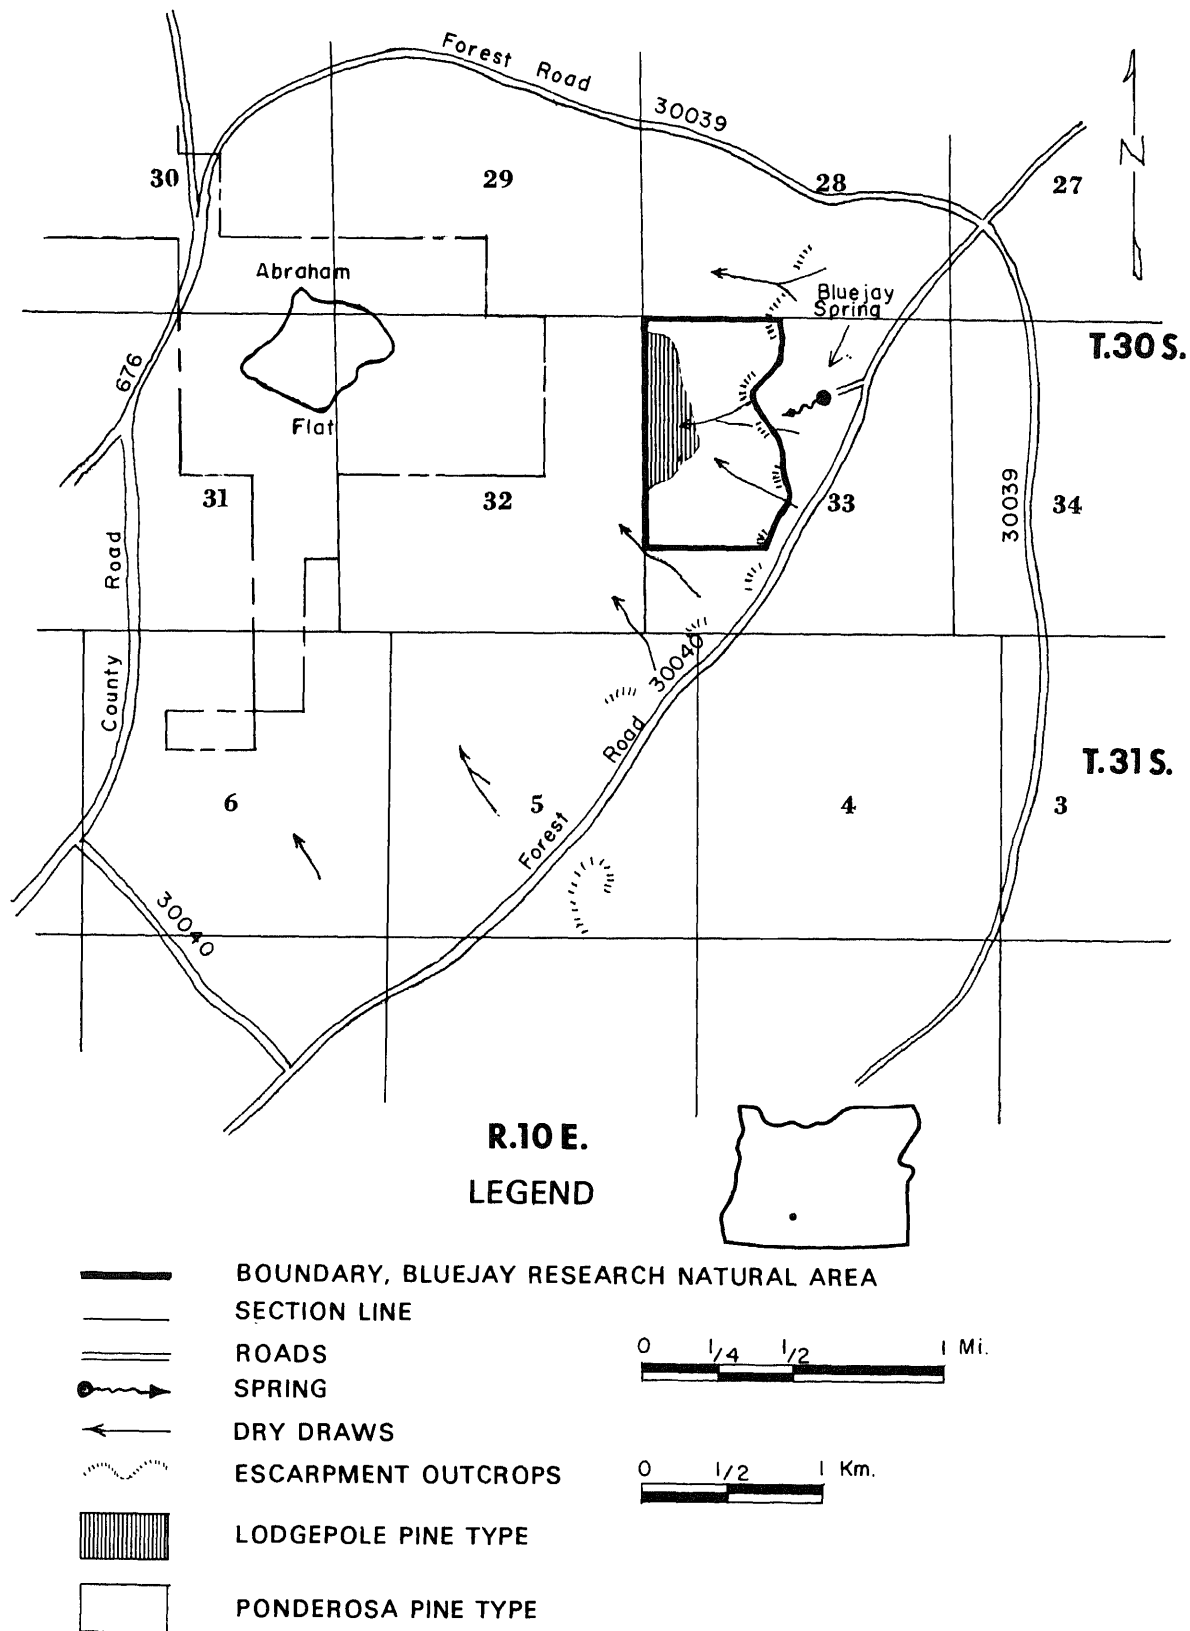 Forest Road
30039
N
30
29
28
27
Abraham
Flat
Bluejay
Spring
T.30 S.
676
31
32
33
30039
34
County Road
30040
Forest Road
T.31 S.
6
5
4
3
30040
R.10 E.
LEGEND
BOUNDARY, BLUEJAY RESEARCH NATURAL AREA
SECTION LINE
ROADS
SPRING
DRY DRAWS
ESCARPMENT OUTCROPS
LODGEPOLE PINE TYPE
PONDEROSA PINE TYPE
0 1/4 1/2 1 Mi.
0 1/2 1 Km.